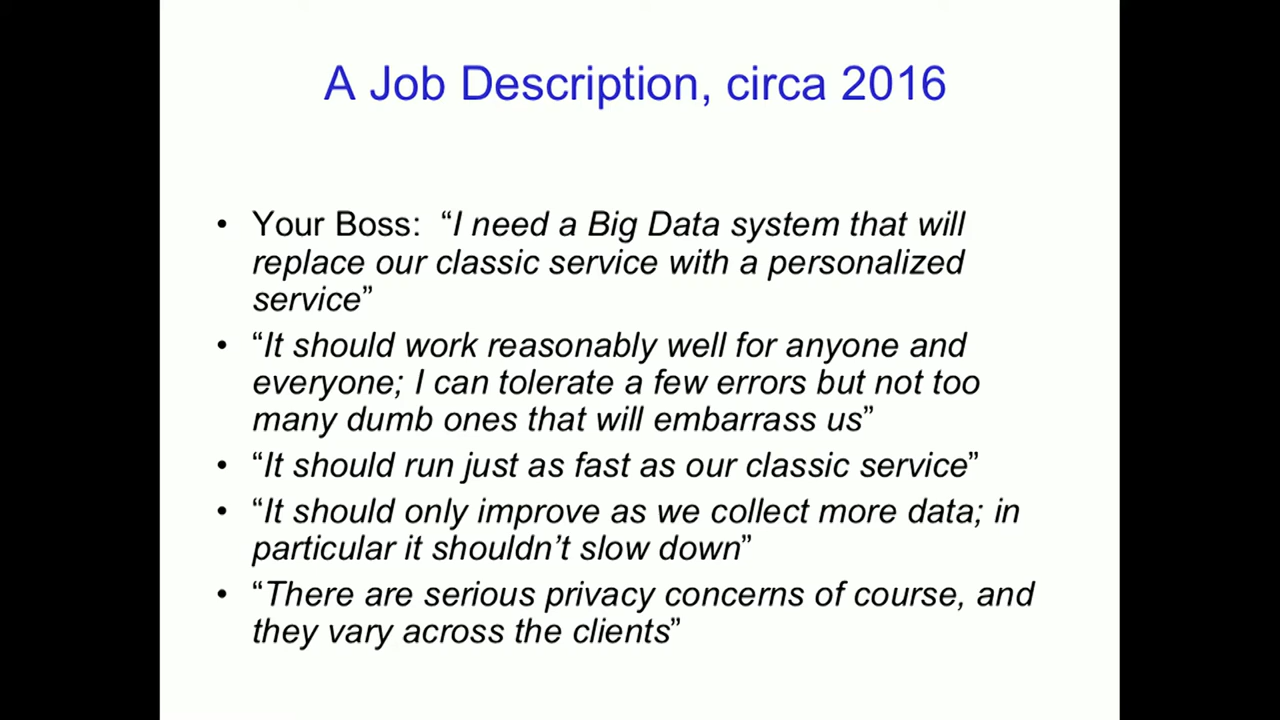 A Job Description, circa 2016
• Your Boss:  “I need a Big Data system that will
replace our classic service with a personalized
service”
• “It should work reasonably well for anyone and
everyone; I can tolerate a few errors but not too
many dumb ones that will embarrass us”
• “It should run just as fast as our classic service”
• “It should only improve as we collect more data; in
particular it shouldn’t slow down”
• “There are serious privacy concerns of course, and
they vary across the clients”